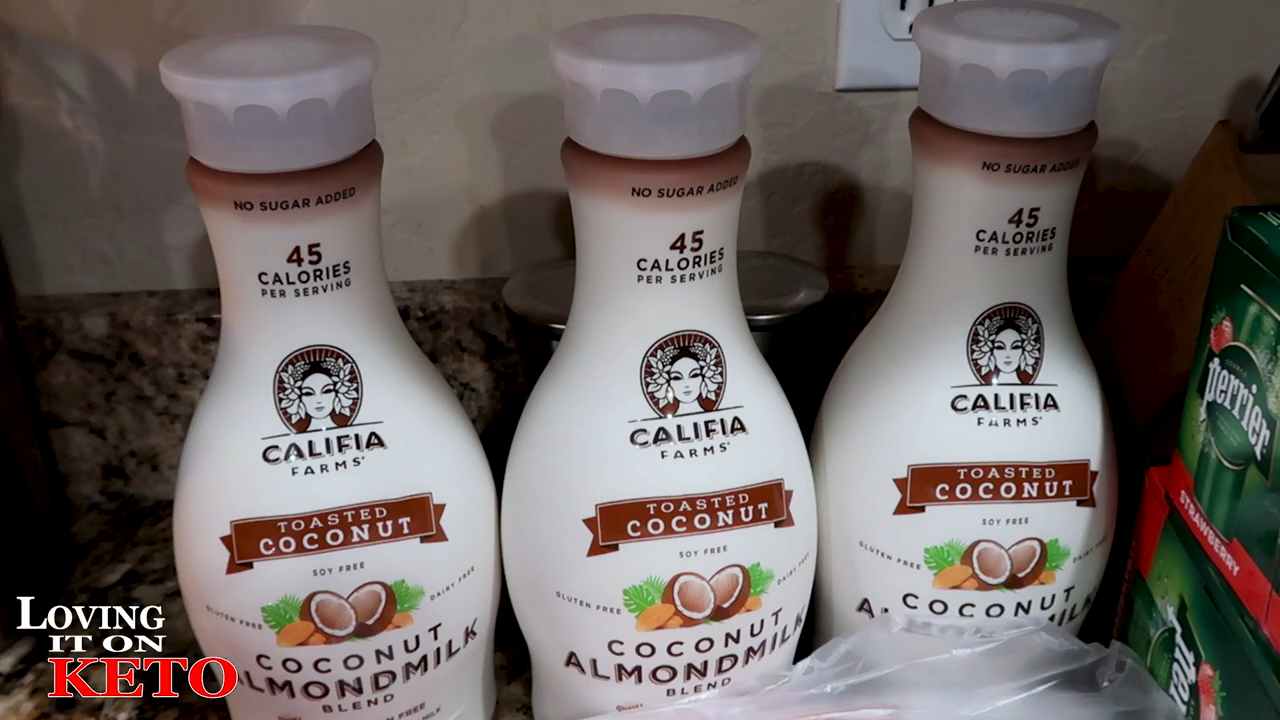 NO SUGAR ADDED
45
CALORIES
PER SERVING
CALIFIA
FARMS
TOASTED
COCONUT
SOY FREE
GLUTEN FREE
DAIRY FREE
COCONUT
ALMONDMILK
BLEND
NO SUGAR ADDED
45
CALORIES
PER SERVING
CALIFIA
FARMS
TOASTED
COCONUT
SOY FREE
GLUTEN FREE
DAIRY FREE
COCONUT
ALMONDMILK
BLEND
NO SUGAR ADDED
45
CALORIES
PER SERVING
CALIFIA
FARMS
TOASTED
COCONUT
SOY FREE
GLUTEN FREE
COCONUT
perrier
STRAWBERRY
LOVING
IT ON
KETO